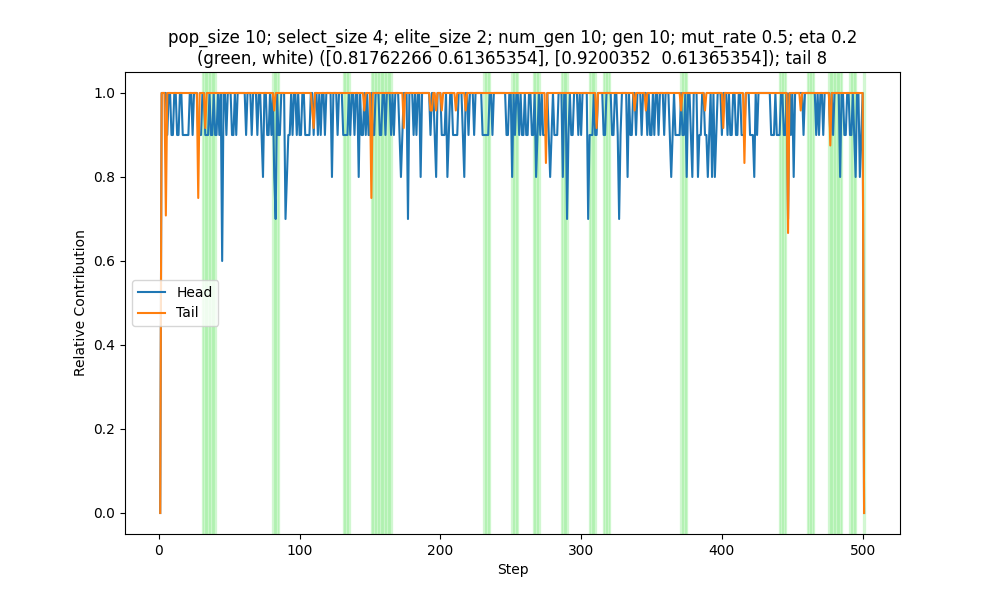 pop_size 10; select_size 4; elite_size 2; num_gen 10; gen 10; mut_rate 0.5; eta 0.2
(green, white) ([0.81762266 0.61365354], [0.9200352  0.61365354]); tail 8
1.0
0.8
0.6
0.4
0.2
0.0
Relative Contribution
Head
Tail
0
100
200
300
400
500
Step